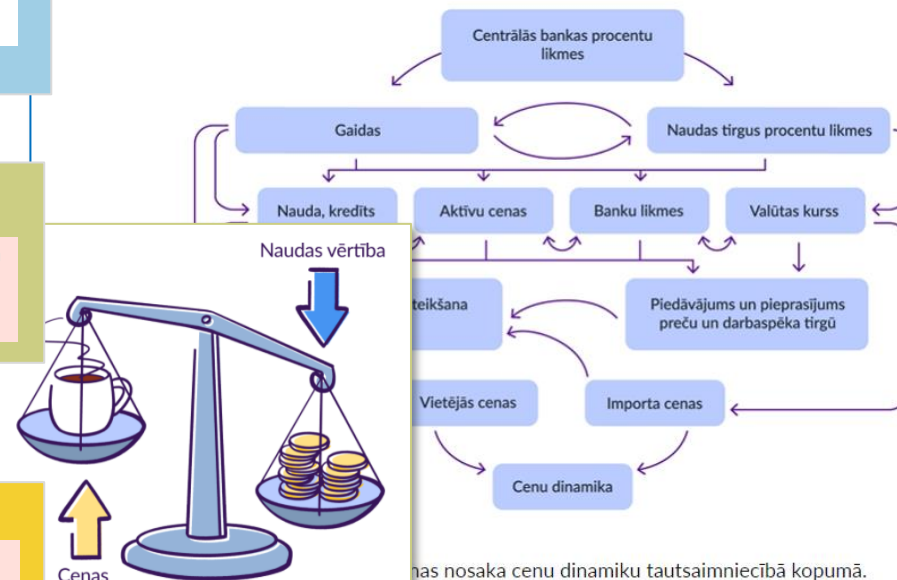 Centrālās bankas procentu
likmes
Gaidas
Naudas tirgus procentu likmes
Nauda, kredīts
Aktīvu cenas
Banku likmes
Valūtas kurss
Naudas vērtība
teikšana
Piedāvājums un pieprasījums
preču un darbaspēka tirgū
Vietējās cenas
Importa cenas
Cenu dinamika
Cenas
nas nosaka cenu dinamiku tautsaimniecībā kopumā.